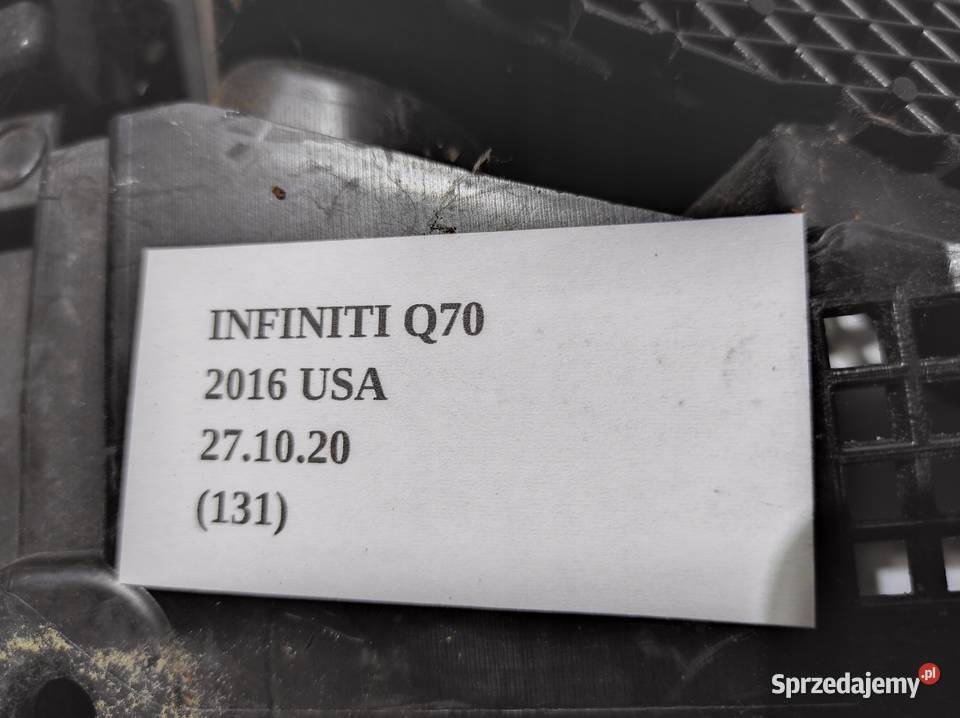 INFINITI Q70
2016 USA
27.10.20
(131)
Sprzedajemy.pl